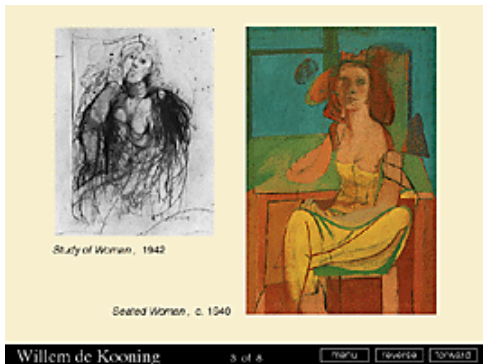 Study of Woman, 1942
Seated Woman, c. 1940
Willem de Kooning
3 of 8
menu
reverse
forward